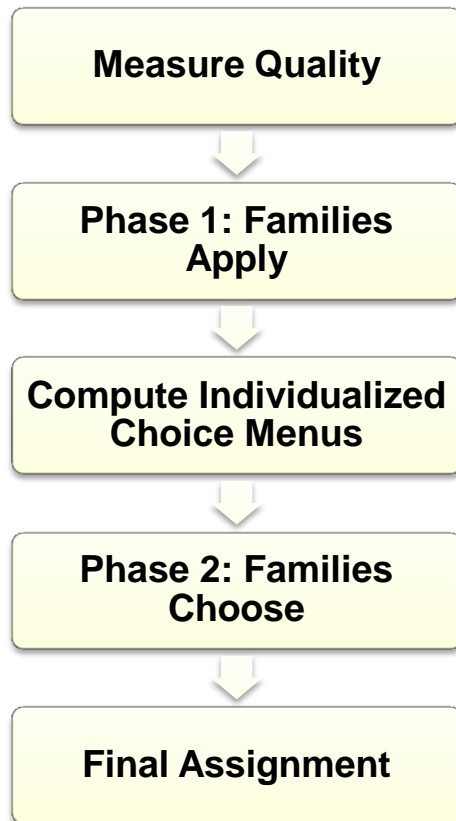 Measure Quality
Phase 1: Families
Apply
Compute Individualized
Choice Menus
Phase 2: Families
Choose
Final Assignment